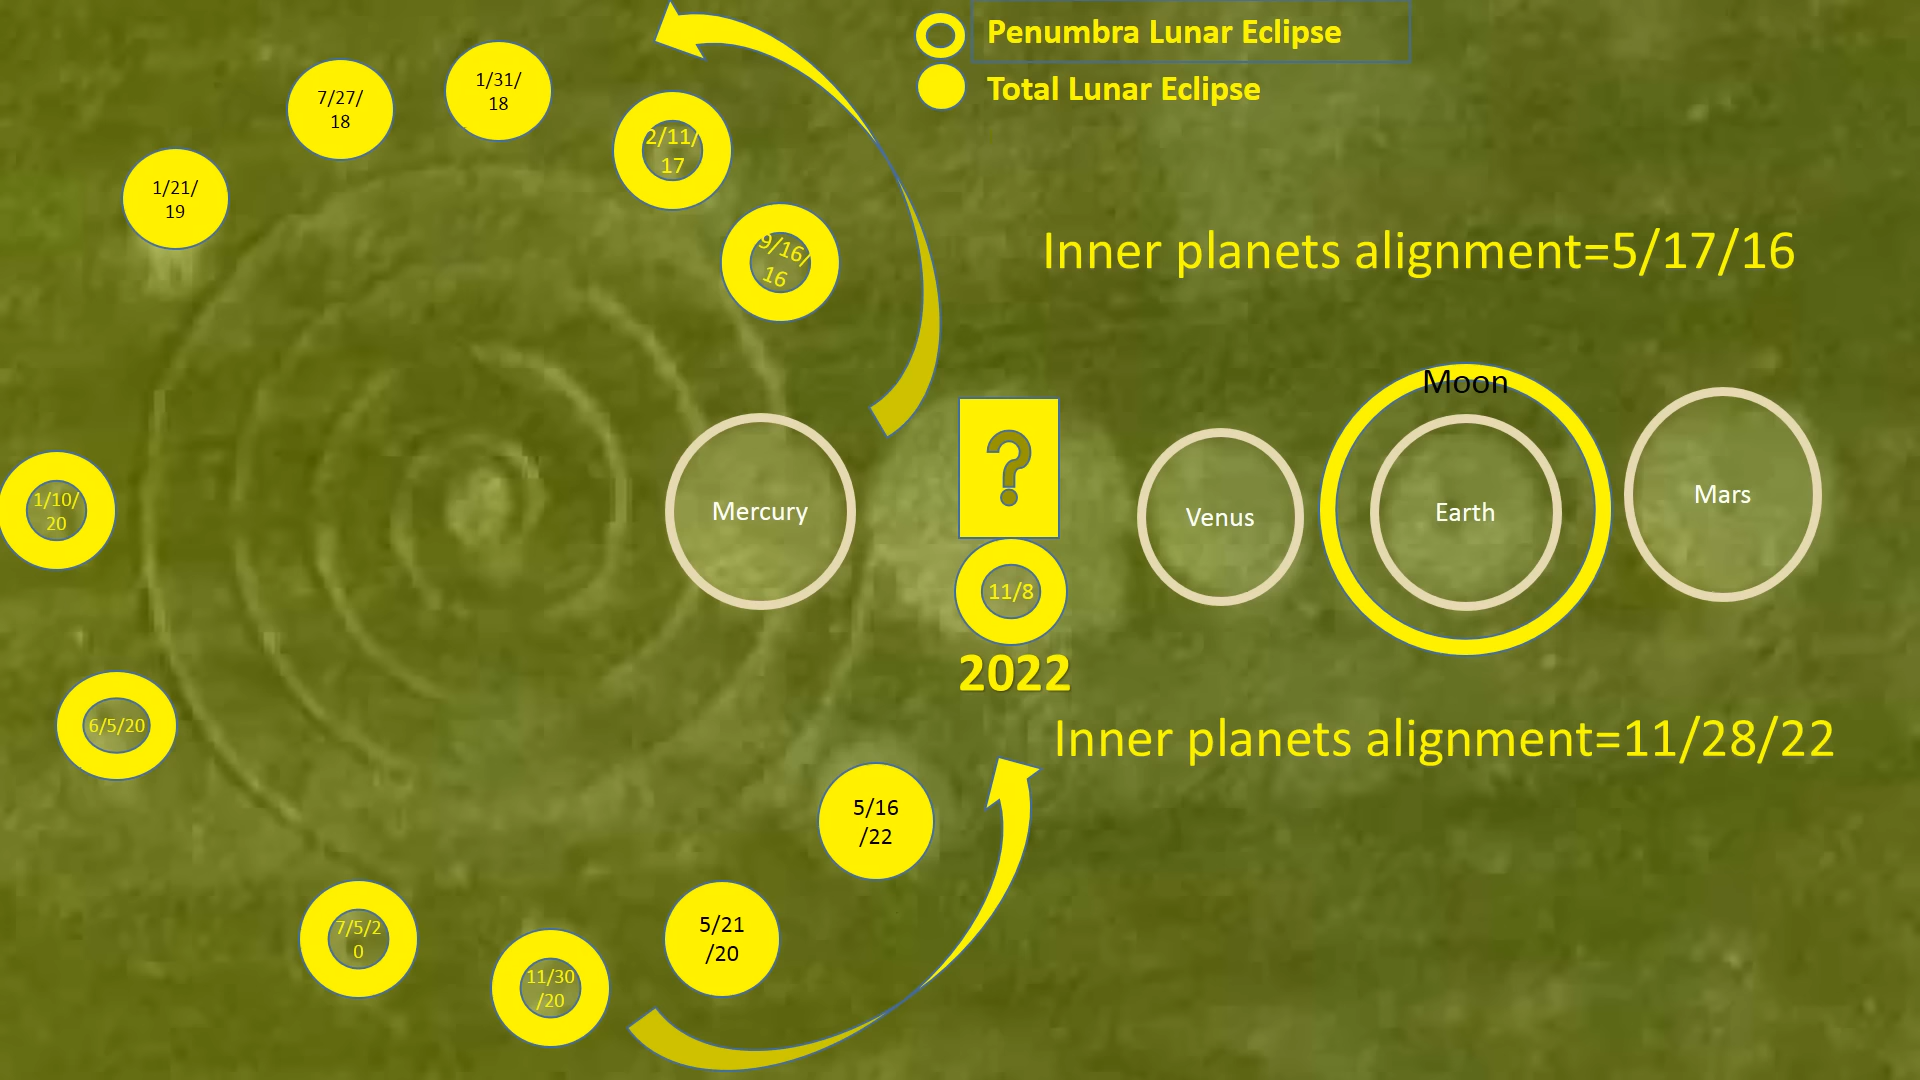 Penumbra Lunar Eclipse
Total Lunar Eclipse
1/31/
18
7/27/
18
2/11/
17
1/21/
19
9/16/
16
Inner planets alignment=5/17/16
Moon
Mercury
?
Venus
Earth
Mars
1/10/
20
11/8
2022
6/5/20
Inner planets alignment=11/28/22
5/16
/22
7/5/2
0
11/30
/20
5/21
/20